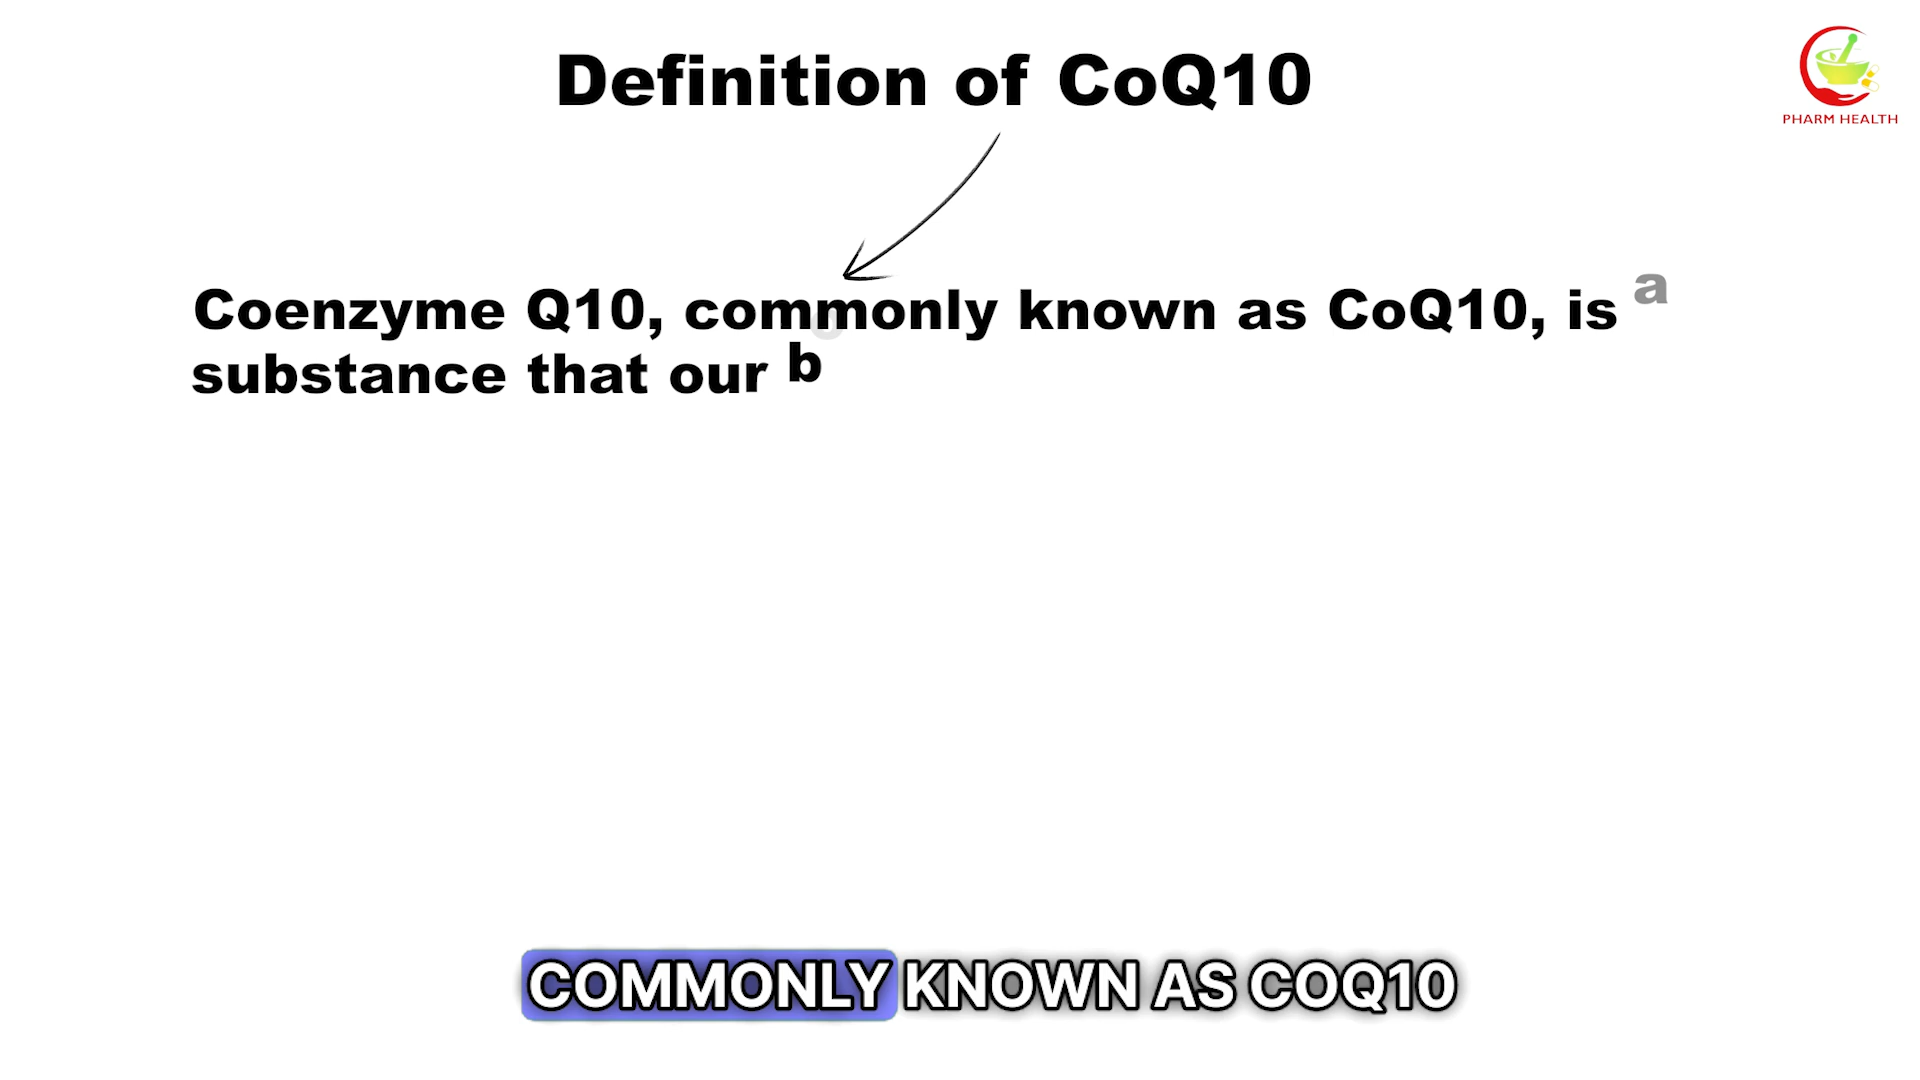 Definition of CoQ10
PHARM HEALTH
Coenzyme Q10, commonly known as CoQ10, is a
substance that our b
COMMONLY KNOWN AS COQ10